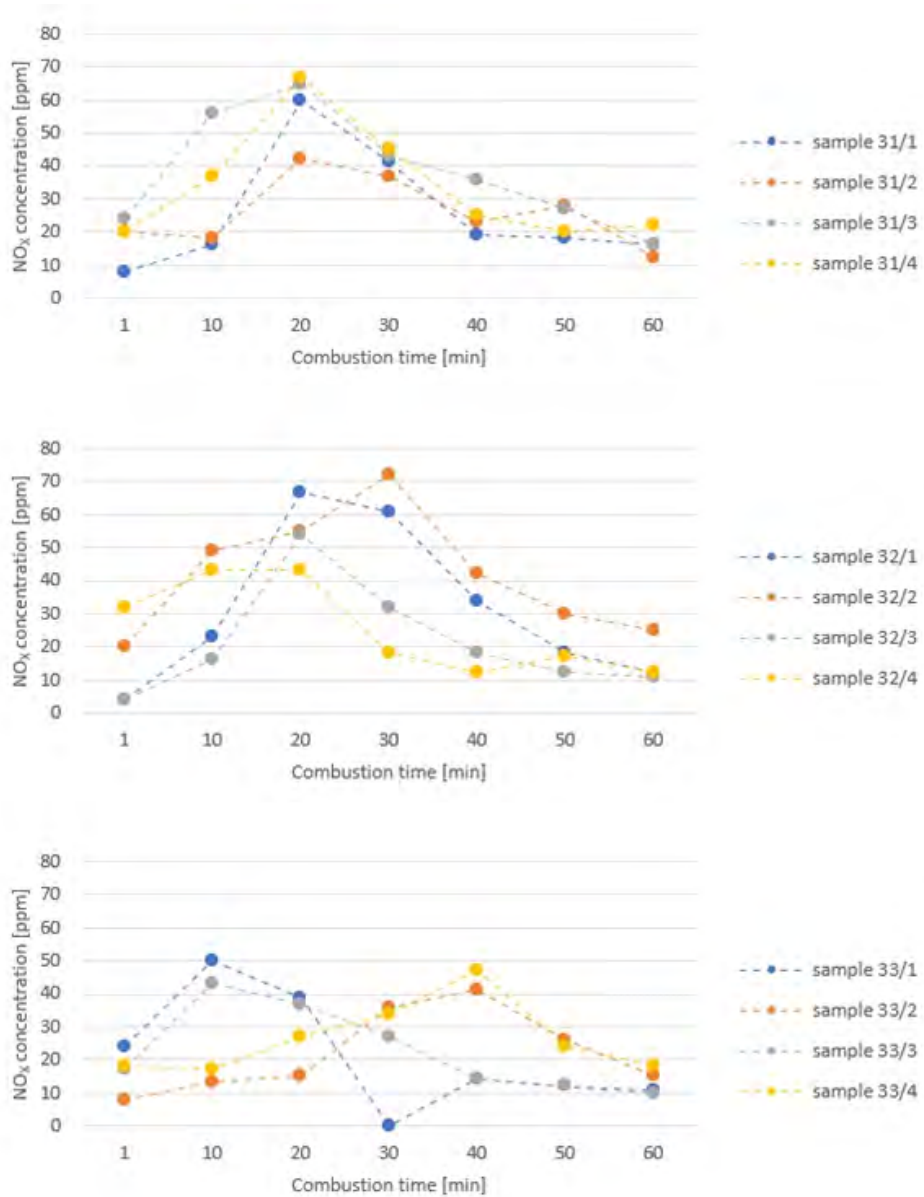 80
70
60
50
40
30
20
10
0
NOX concentration [ppm]
1 10 20 30 40 50 60
Combustion time [min]
sample 31/1
sample 31/2
sample 31/3
sample 31/4
80
70
60
50
40
30
20
10
0
NOX concentration [ppm]
1 10 20 30 40 50 60
Combustion time [min]
sample 32/1
sample 32/2
sample 32/3
sample 32/4
80
70
60
50
40
30
20
10
0
NOX concentration [ppm]
1 10 20 30 40 50 60
Combustion time [min]
sample 33/1
sample 33/2
sample 33/3
sample 33/4